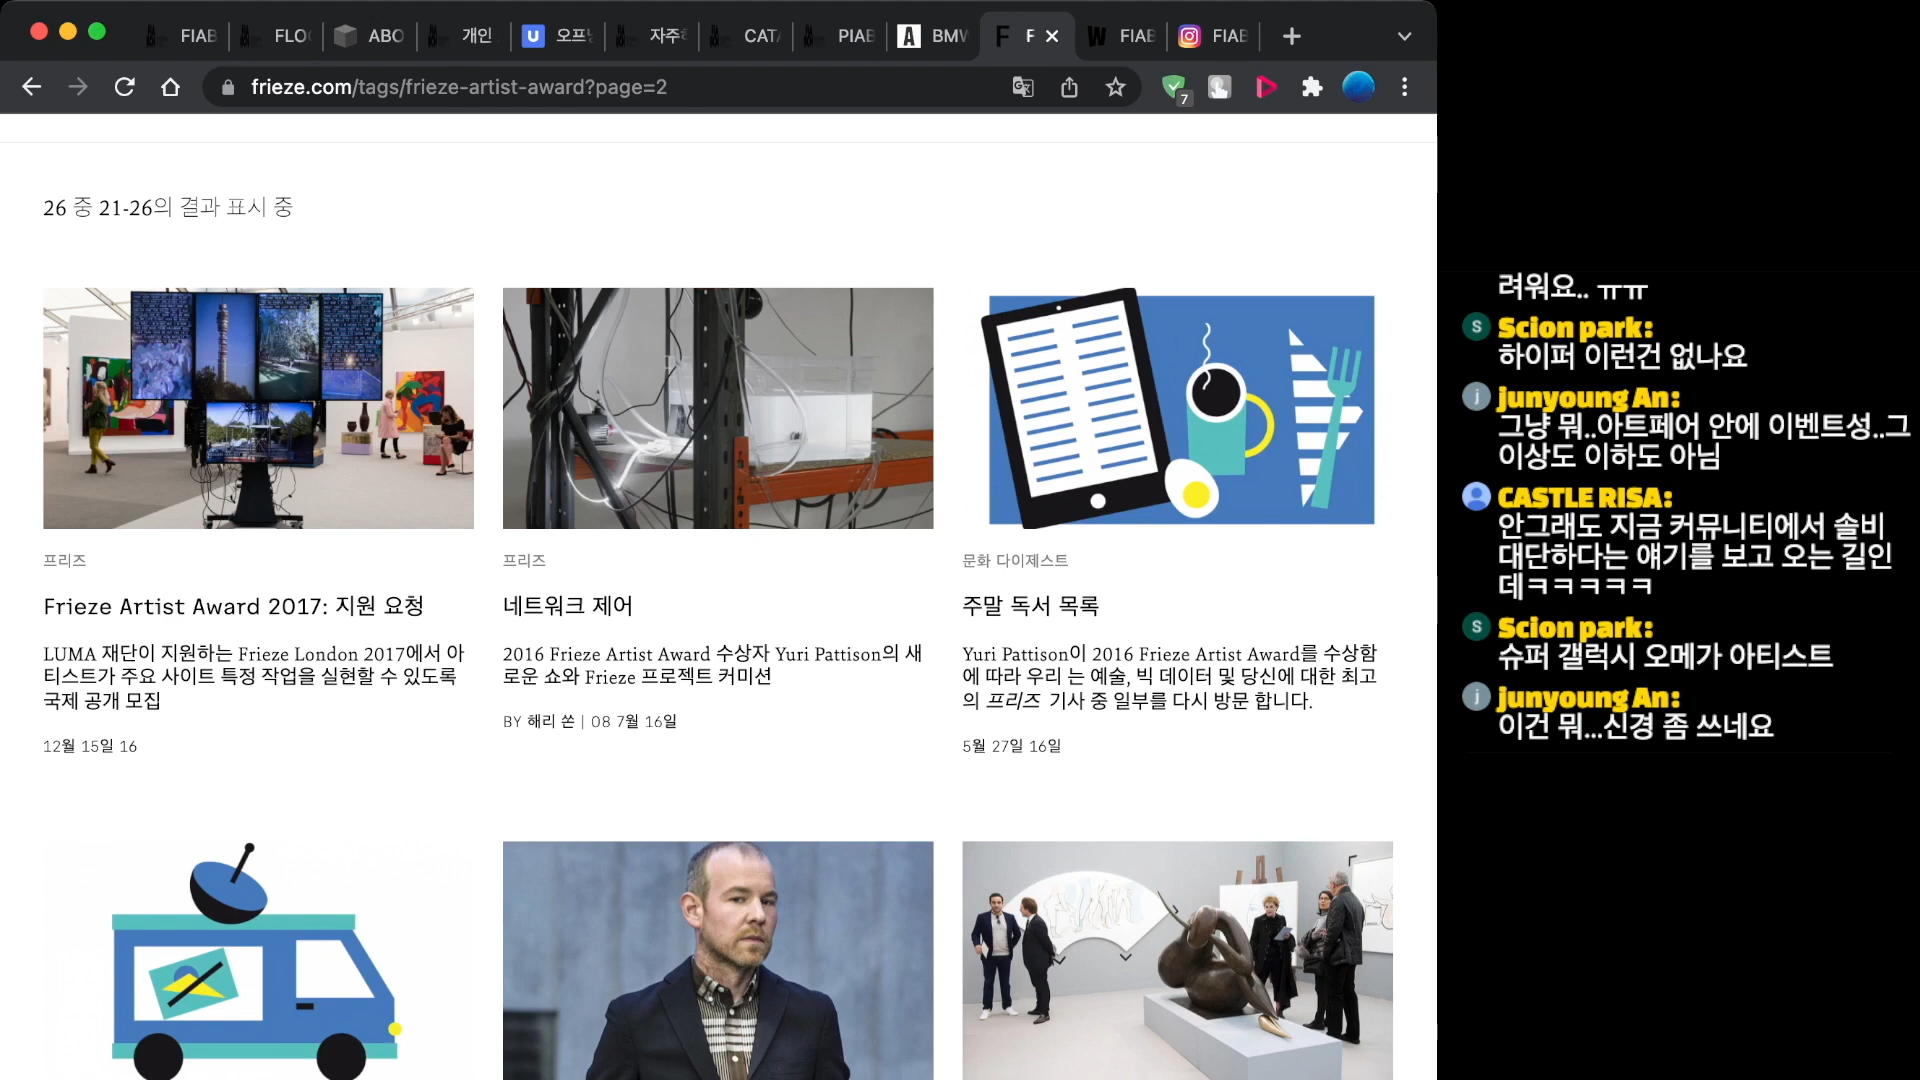 FIAB
FLO
ABO
개인
U
오프닝
자주하
CAT
PIAB
A
BMW
F
F
W
FIAB
FIAB
frieze.com/tags/frieze-artist-award?page=2
7
26 중 21-26의 결과 표시 중
프리즈
Frieze Artist Award 2017: 지원 요청
LUMA 재단이 지원하는 Frieze London 2017에서 아
티스트가 주요 사이트 특정 작업을 실현할 수 있도록
국제 공개 모집
12월 15일 16
프리즈
네트워크 제어
2016 Frieze Artist Award 수상자 Yuri Pattison의 새
로운 쇼와 Frieze 프로젝트 커미션
BY 해리 쏜 | 08 7월 16일
문화 다이제스트
주말 독서 목록
Yuri Pattison이 2016 Frieze Artist Award를 수상함
에 따라 우리 는 예술, 빅 데이터 및 당신에 대한 최고
의 프리즈 기사 중 일부를 다시 방문 합니다.
5월 27일 16일
려워요.. ㅠㅠ
S Scion park:
하이퍼 이런건 없나요
j junyoung An:
그냥 뭐..아트페어 안에 이벤트성..그
이상도 이하도 아님
CASTLE RISA:
안그래도 지금 커뮤니티에서 솔비
대단하다는 얘기를 보고 오는 길인
데ㅋㅋㅋㅋㅋ
S Scion park:
슈퍼 갤럭시 오메가 아티스트
j junyoung An:
이건 뭐...신경 좀 쓰네요